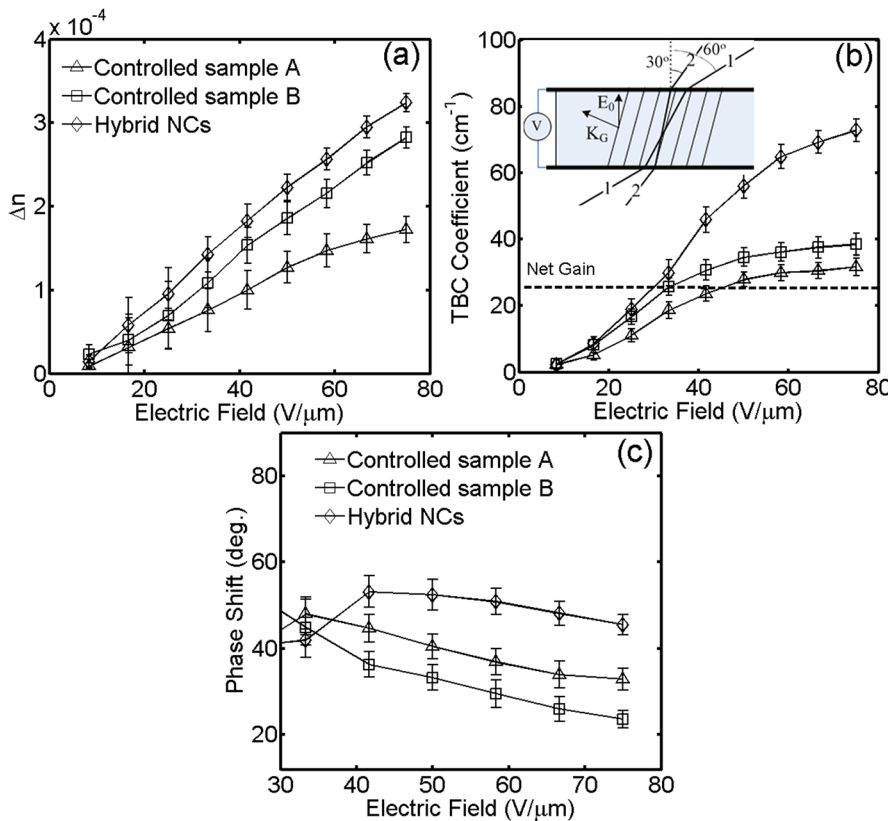 x 10⁻⁴
(a)
Controlled sample A
Controlled sample B
Hybrid NCs
Δn
4
3
2
1
0
0 20 40 60 80
Electric Field (V/μm)
(b)
TBC Coefficient (cm⁻¹)
100
80
60
40
20
0
30° 2 60° 1
V
E₀
K_G
1
2
Net Gain
0 20 40 60 80
Electric Field (V/μm)
(c)
Controlled sample A
Controlled sample B
Hybrid NCs
Phase Shift (deg.)
80
60
40
20
30 40 50 60 70 80
Electric Field (V/μm)